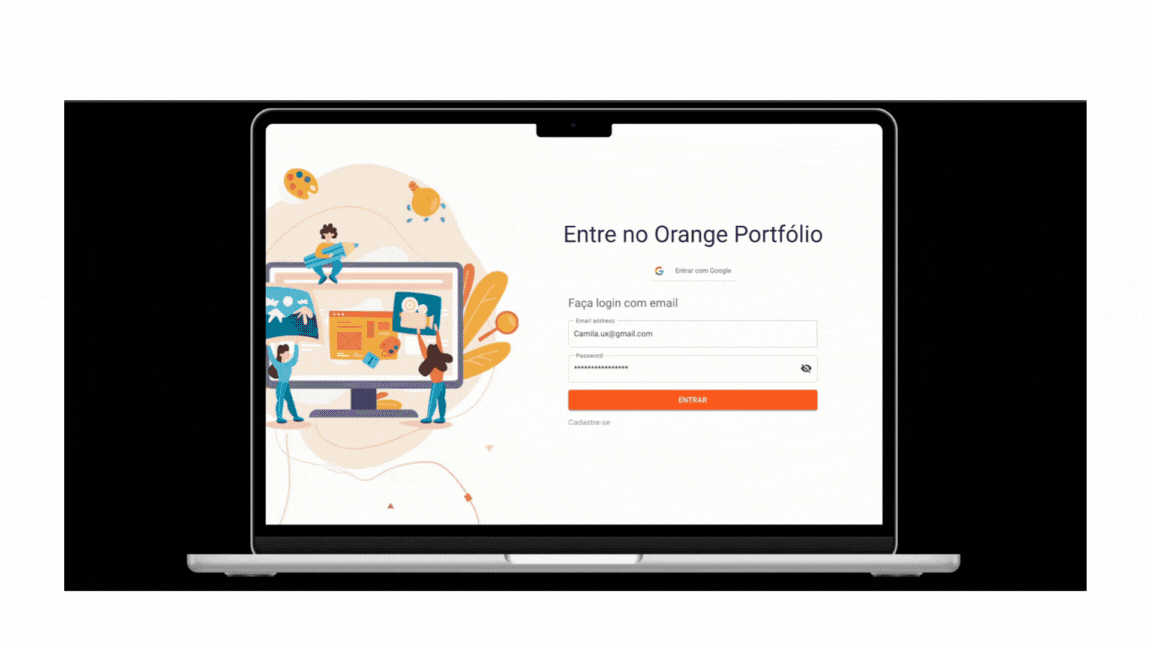 Entre no Orange Portfólio
Entrar com Google
Faça login com email
Email address
Camila.ux@gmail.com
Password
****************
ENTRAR
Cadastre-se